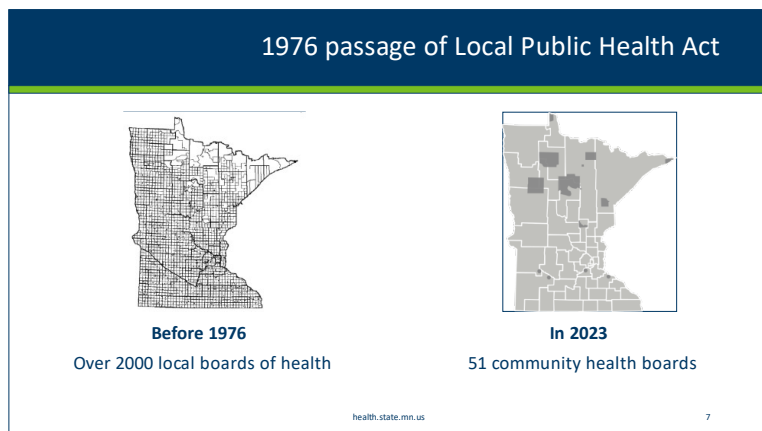 1976 passage of Local Public Health Act
Before 1976
Over 2000 local boards of health
In 2023
51 community health boards
health.state.mn.us
7